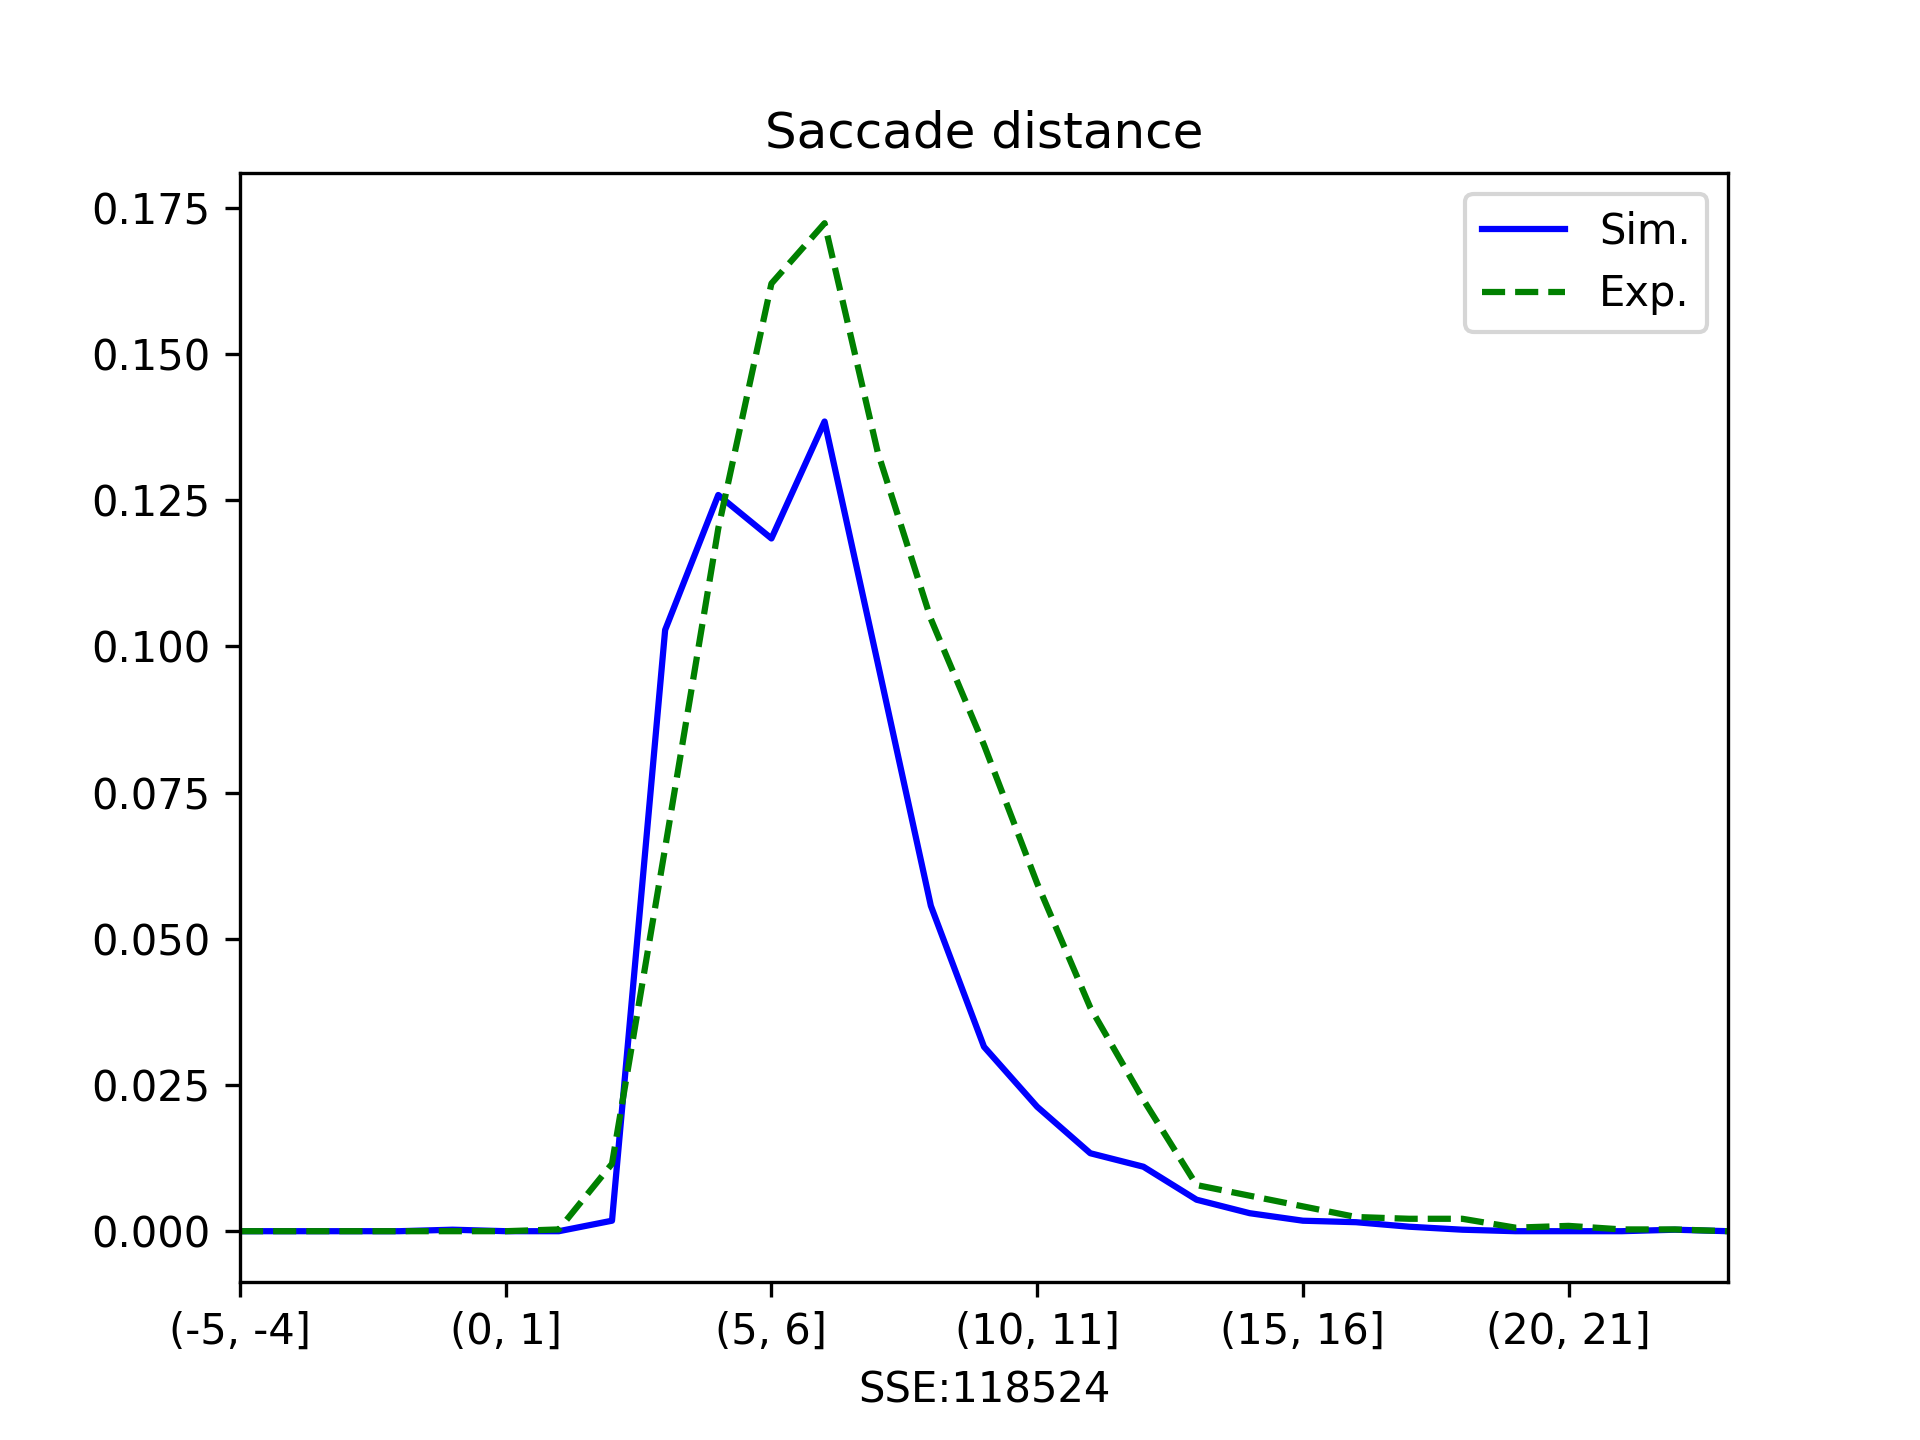 Saccade distance
0.175
0.150
0.125
0.100
0.075
0.050
0.025
0.000
Sim.
Exp.
(-5, -4] (0, 1] (5, 6] (10, 11] (15, 16] (20, 21]
SSE:118524